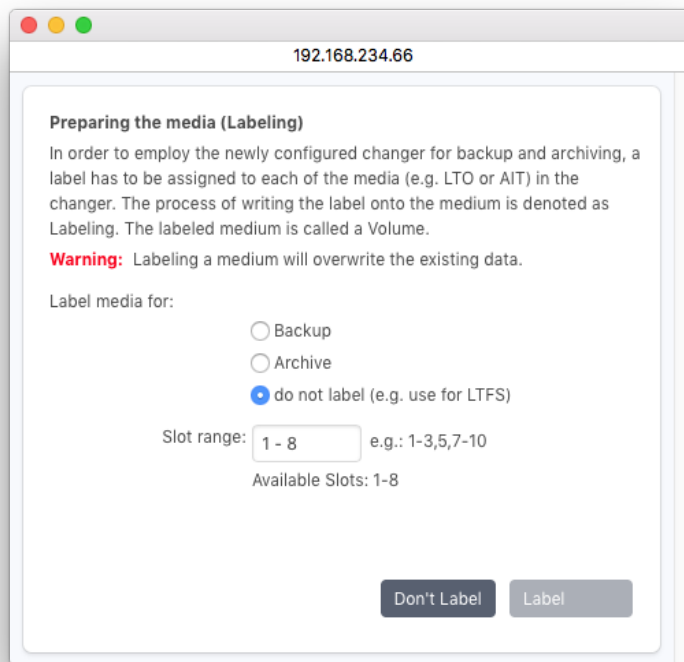 192.168.234.66
Preparing the media (Labeling)
In order to employ the newly configured changer for backup and archiving, a
label has to be assigned to each of the media (e.g. LTO or AIT) in the
changer. The process of writing the label onto the medium is denoted as
Labeling. The labeled medium is called a Volume.
Warning: Labeling a medium will overwrite the existing data.
Label media for:
Backup
Archive
do not label (e.g. use for LTFS)
Slot range: 1 - 8 e.g.: 1-3,5,7-10
Available Slots: 1-8
Don't Label Label